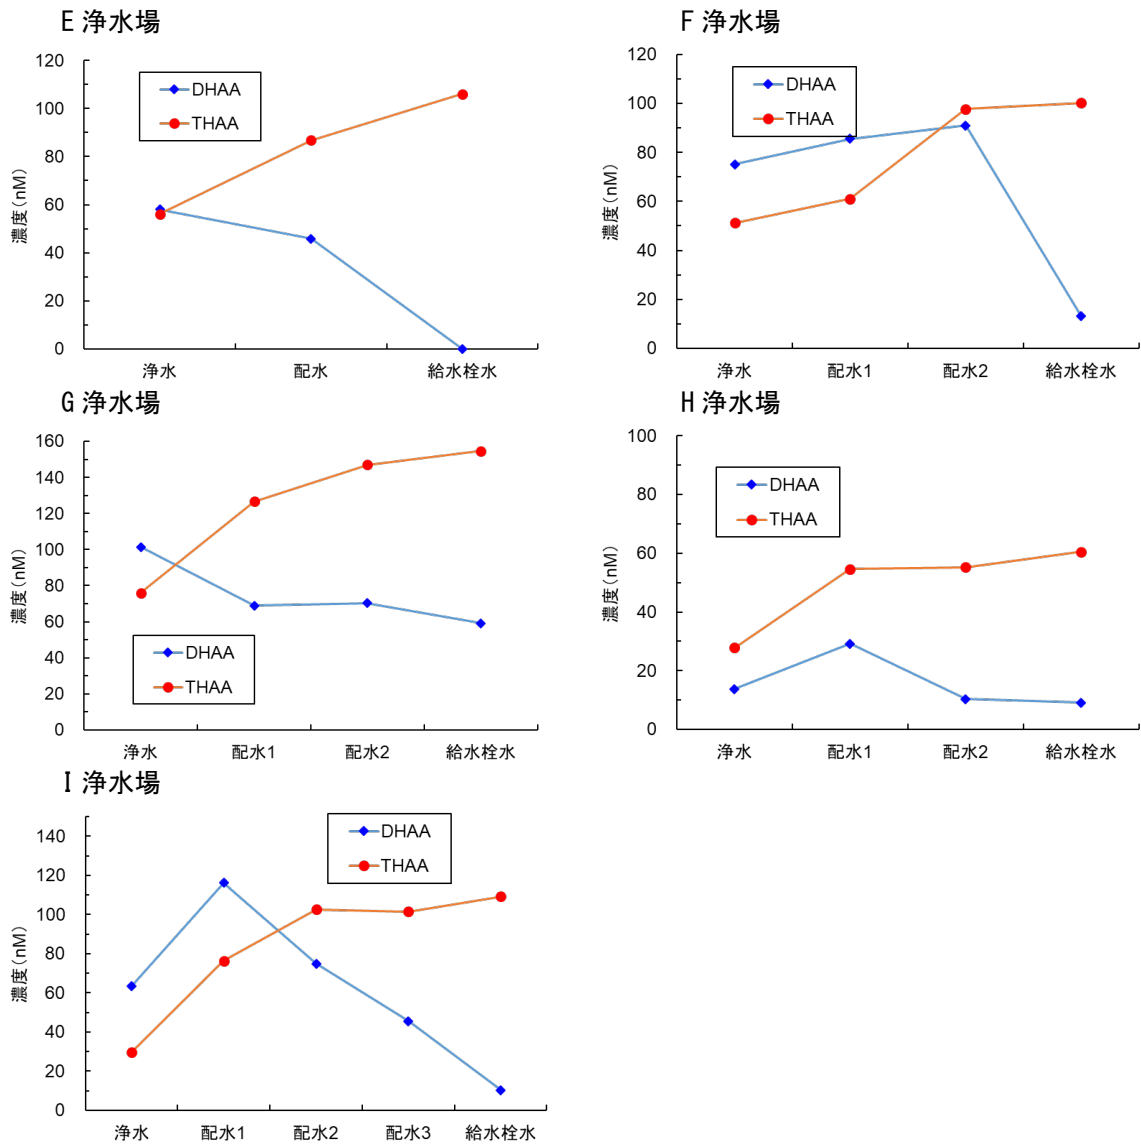 E 浄水場
120
100
80
60
40
20
0
濃度(nM)
DHAA
THAA
浄水
配水
給水栓水
F 浄水場
120
100
80
60
40
20
0
濃度(nM)
DHAA
THAA
浄水
配水1
配水2
給水栓水
G 浄水場
160
140
120
100
80
60
40
20
0
濃度(nM)
DHAA
THAA
浄水
配水1
配水2
給水栓水
H 浄水場
100
80
60
40
20
0
濃度(nM)
DHAA
THAA
浄水
配水1
配水2
給水栓水
I 浄水場
140
120
100
80
60
40
20
0
濃度(nM)
DHAA
THAA
浄水
配水1
配水2
配水3
給水栓水